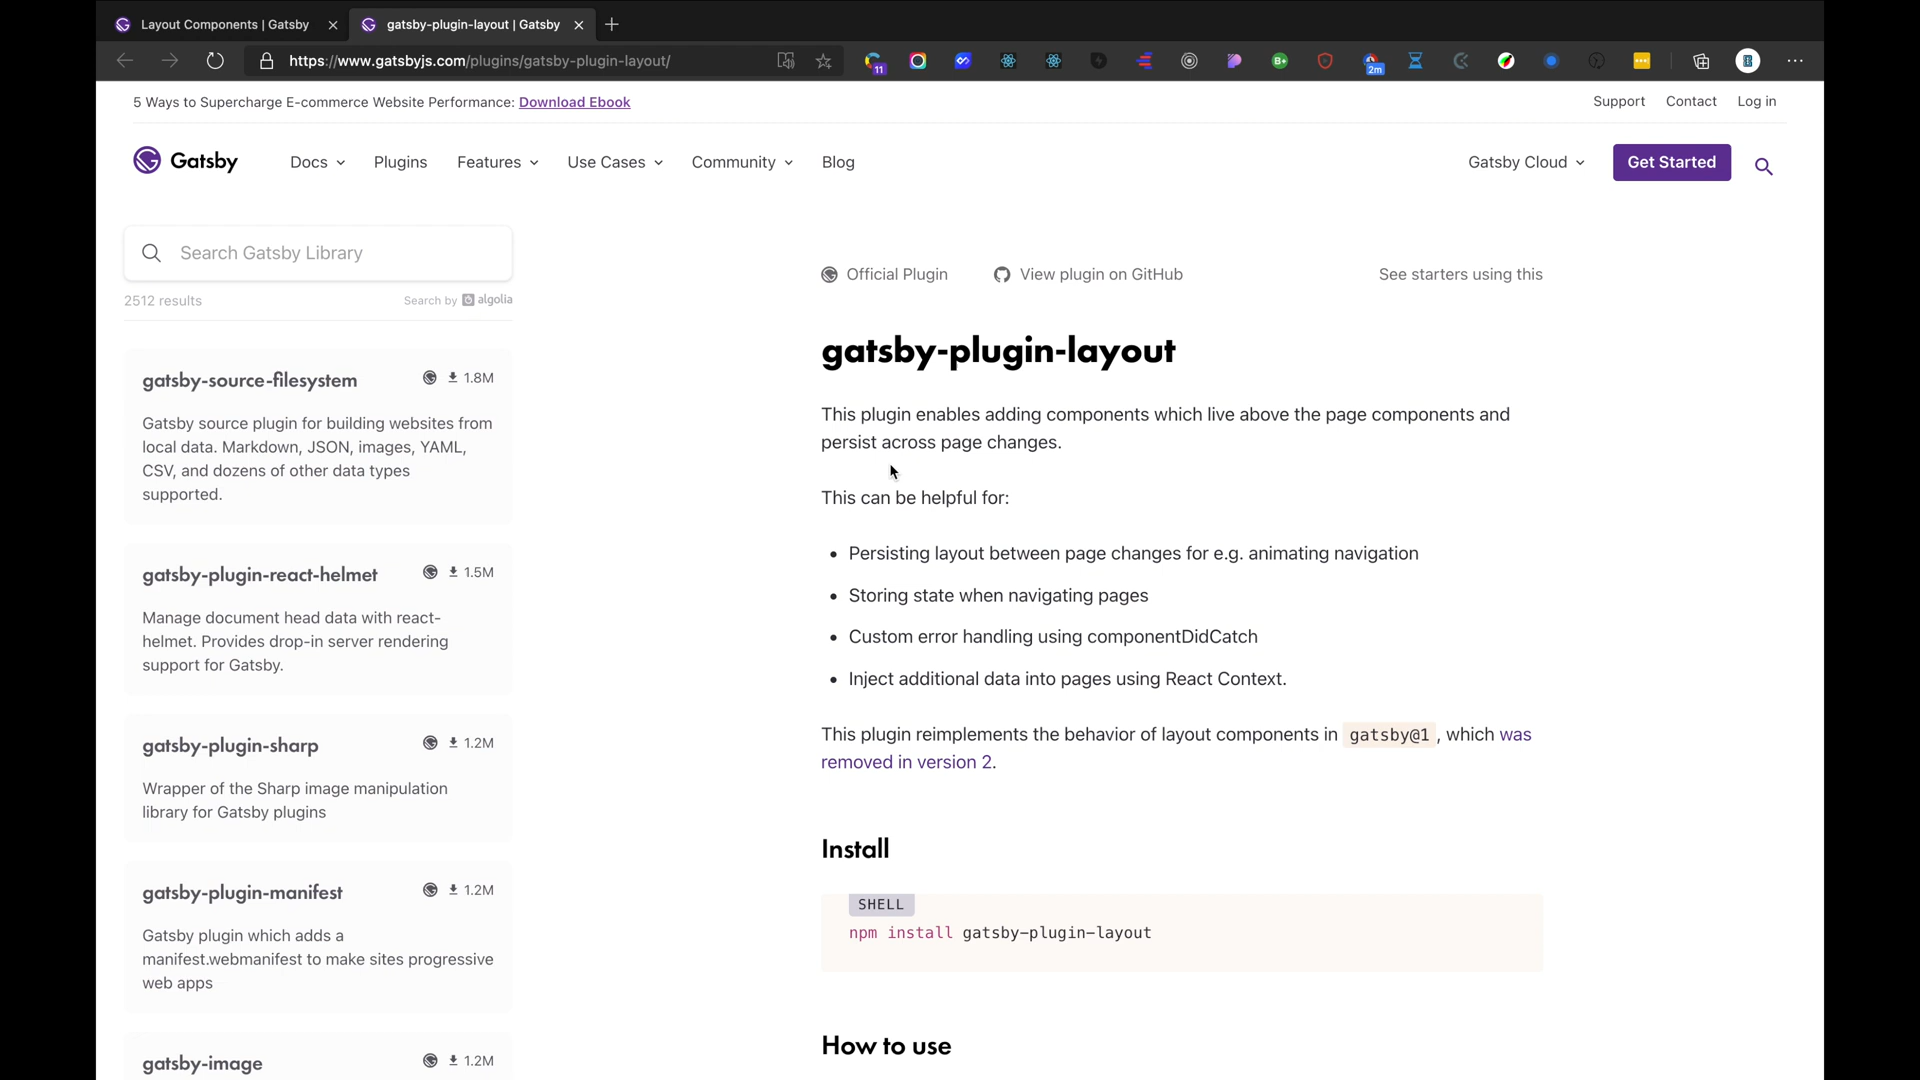 Layout Components | Gatsby
gatsby-plugin-layout | Gatsby
https://www.gatsbyjs.com/plugins/gatsby-plugin-layout/
11
B+
2m
5 Ways to Supercharge E-commerce Website Performance: Download Ebook
Support Contact Log in
Gatsby
Docs Plugins Features Use Cases Community Blog
Gatsby Cloud Get Started
Search Gatsby Library
2512 results Search by algolia
gatsby-source-filesystem 1.8M
Gatsby source plugin for building websites from
local data. Markdown, JSON, images, YAML,
CSV, and dozens of other data types
supported.
gatsby-plugin-react-helmet 1.5M
Manage document head data with react-
helmet. Provides drop-in server rendering
support for Gatsby.
gatsby-plugin-sharp 1.2M
Wrapper of the Sharp image manipulation
library for Gatsby plugins
gatsby-plugin-manifest 1.2M
Gatsby plugin which adds a
manifest.webmanifest to make sites progressive
web apps
gatsby-image 1.2M
Official Plugin View plugin on GitHub See starters using this
gatsby-plugin-layout
This plugin enables adding components which live above the page components and
persist across page changes.
This can be helpful for:
• Persisting layout between page changes for e.g. animating navigation
• Storing state when navigating pages
• Custom error handling using componentDidCatch
• Inject additional data into pages using React Context.
This plugin reimplements the behavior of layout components in gatsby@1, which was
removed in version 2.
Install
SHELL
npm install gatsby-plugin-layout
How to use